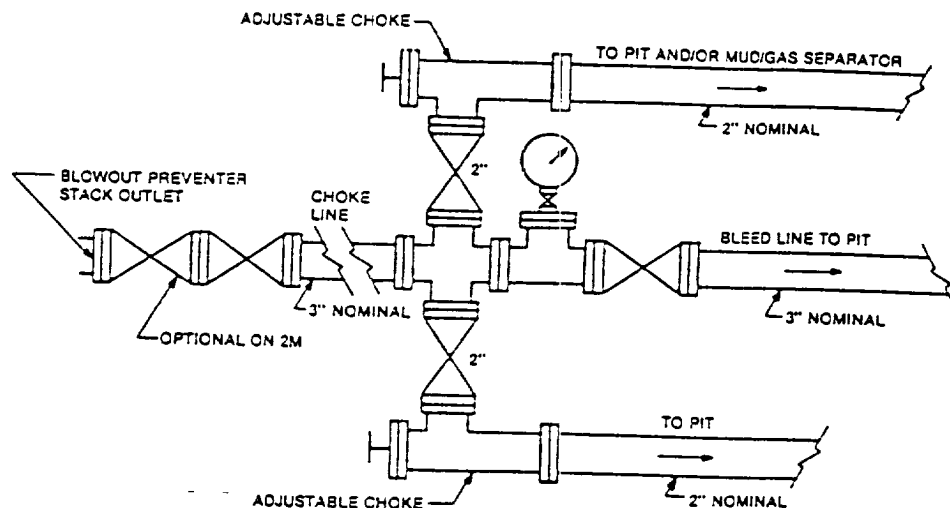 ADJUSTABLE CHOKE
TO PIT AND/OR MUD/GAS SEPARATOR
2" NOMINAL
2"
BLOWOUT PREVENTER
STACK OUTLET
CHOKE
LINE
BLEED LINE TO PIT
3" NOMINAL
3" NOMINAL
OPTIONAL ON 2M
2"
TO PIT
ADJUSTABLE CHOKE
2" NOMINAL